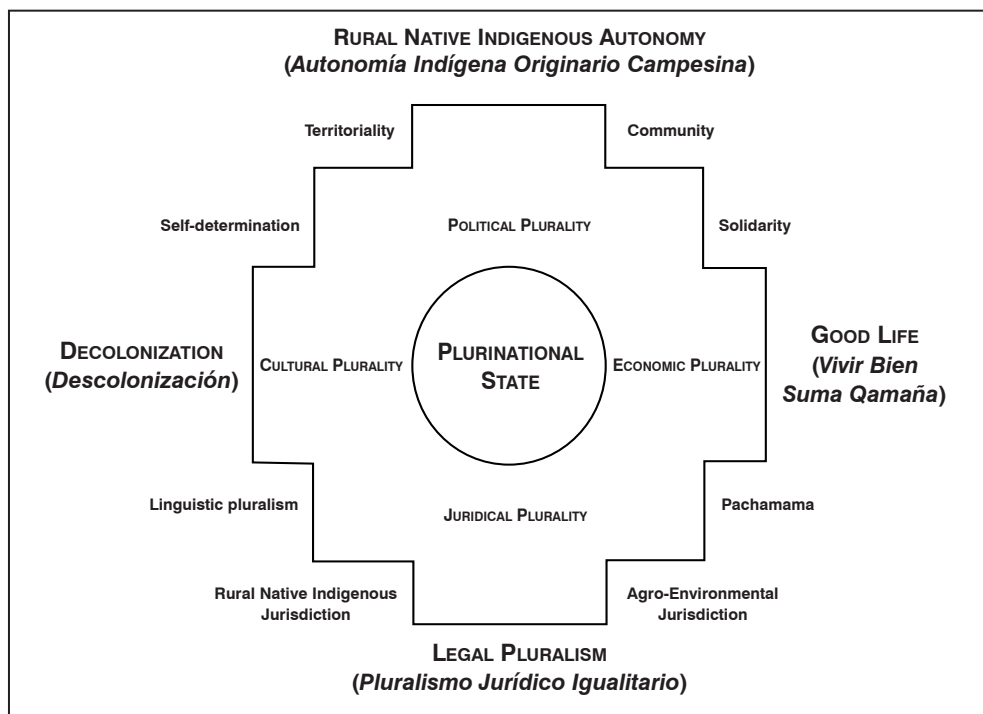 Rural Native Indigenous Autonomy
(Autonomía Indígena Originario Campesina)
Territoriality
Community
Self-determination
Political Plurality
Solidarity
Decolonization
(Descolonización)
Cultural Plurality
Plurinational
State
Economic Plurality
Good Life
(Vivir Bien
Suma Qamaña)
Linguistic pluralism
Juridical Plurality
Pachamama
Rural Native Indigenous
Jurisdiction
Agro-Environmental
Jurisdiction
Legal Pluralism
(Pluralismo Jurídico Igualitario)